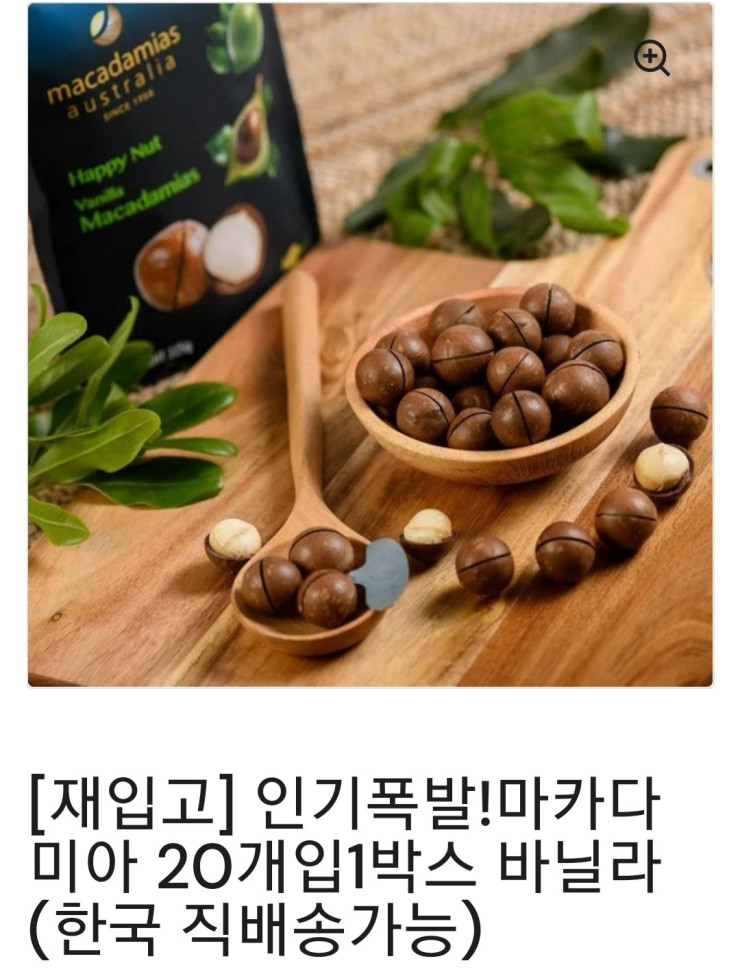 macadamias
australia
SINCE 1958
Happy Nut
Vanilla
Macadamias
[재입고] 인기폭발!마카다
미아 20개입1박스 바닐라
(한국 직배송가능)